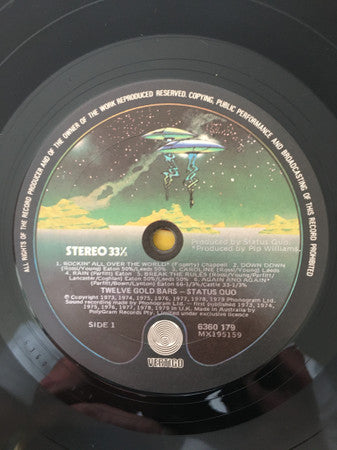 ALL RIGHTS OF THE RECORD PRODUCER AND OF THE OWNER OF THE WORK REPRODUCED RESERVED. COPYING, PUBLIC PERFORMANCE AND BROADCASTING OF THIS RECORD PROHIBITED
STEREO 33⅓
Produced by Status Quo.
*Produced by Pip Williams.
1. ROCKIN' ALL OVER THE WORLD* (Fogerty) Chappell 2. DOWN DOWN
(Rossi/Young) Eaton 50%/Leeds 50% 3. CAROLINE (Rossi/Young) Leeds
4. RAIN (Parfitt) Eaton 5. BREAK THE RULES (Rossi/Young/Parfitt/
Lancaster/Coghlan) Eaton 50%/Leeds 50% 6. AGAIN AND AGAIN*
(Parfitt/Bown/Lynton) Eaton 66-1/3%/Castle 33-1/3%
TWELVE GOLD BARS – STATUS QUO
© Copyright 1973, 1974, 1975, 1976, 1977, 1978, 1979 Phonogram Ltd.
Sound recording made by Phonogram Ltd. – first published 1973, 1974,
1975, 1976, 1977, 1978, 1979. Made in Australia by
PolyGram Records Pty. Limited under exclusive licence
SIDE 1
6360 179
MX195159
VERTIGO